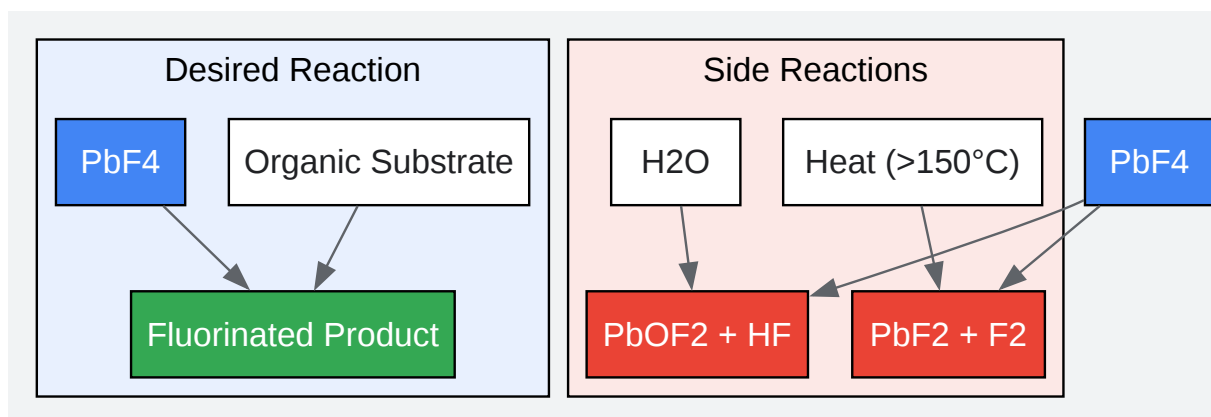 Desired Reaction
Side Reactions
PbF4
Organic Substrate
H2O
Heat (>150°C)
PbF4
Fluorinated Product
PbOF2 + HF
PbF2 + F2